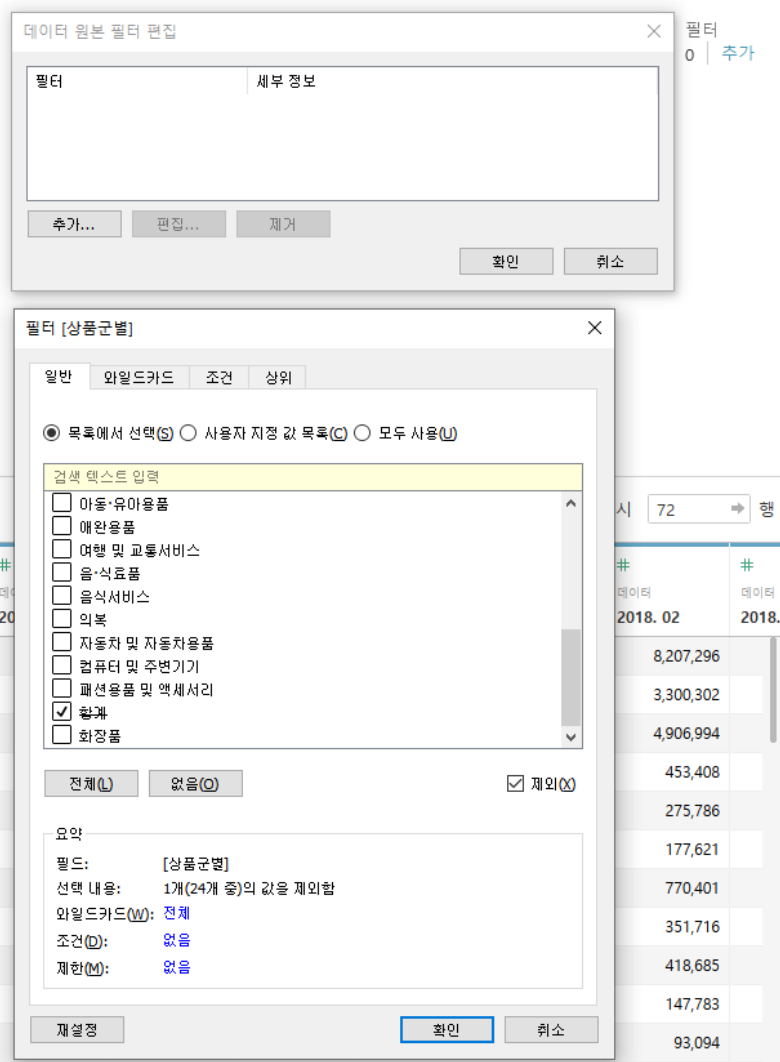 데이터 원본 필터 편집
필터
0 추가
필터 세부 정보
추가... 편집... 제거
확인 취소
필터 [상품군별]
일반 와일드카드 조건 상위
목록에서 선택(S) 사용자 지정 값 목록(C) 모두 사용(U)
검색 텍스트 입력
아동·유아용품
애완용품
여행 및 교통서비스
음·식료품
음식서비스
의복
자동차 및 자동차용품
컴퓨터 및 주변기기
패션용품 및 액세서리
합계
화장품
전체(L) 없음(O) 제외(X)
요약
필드: [상품군별]
선택 내용: 1개(24개 중)의 값을 제외함
와일드카드(W): 전체
조건(D): 없음
제한(M): 없음
재설정 확인 취소
시 72 행
# # #
데이터 데이터
20 2018. 02 2018.
8,207,296
3,300,302
4,906,994
453,408
275,786
177,621
770,401
351,716
418,685
147,783
93,094